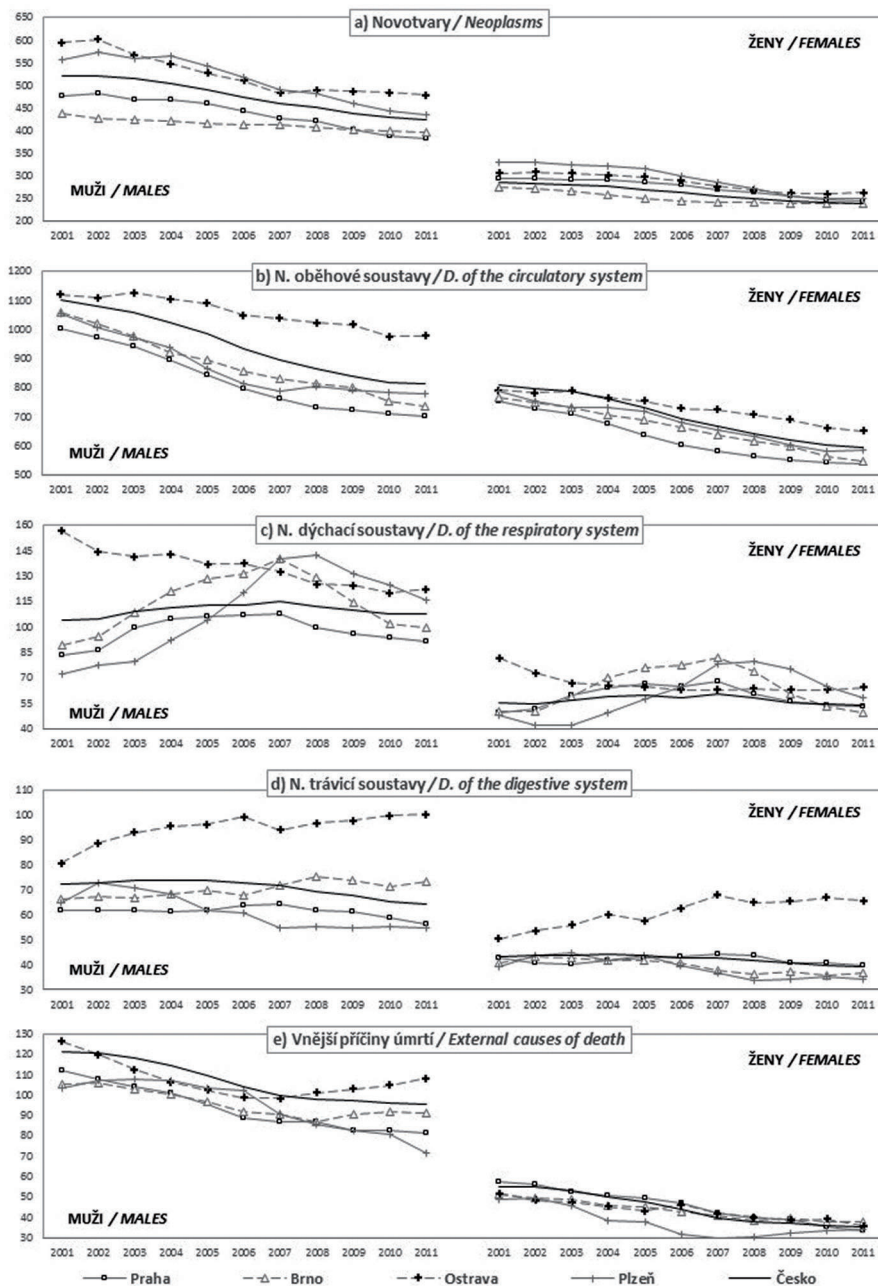 a) Novotvary / Neoplasms
ŽENY / FEMALES
MUŽI / MALES
650
600
550
500
450
400
350
300
250
200
2001 2002 2003 2004 2005 2006 2007 2008 2009 2010 2011 2001 2002 2003 2004 2005 2006 2007 2008 2009 2010 2011
b) N. oběhové soustavy / D. of the circulatory system
ŽENY / FEMALES
MUŽI / MALES
1200
1100
1000
900
800
700
600
500
2001 2002 2003 2004 2005 2006 2007 2008 2009 2010 2011 2001 2002 2003 2004 2005 2006 2007 2008 2009 2010 2011
c) N. dýchací soustavy / D. of the respiratory system
ŽENY / FEMALES
MUŽI / MALES
160
145
130
115
100
85
70
55
40
2001 2002 2003 2004 2005 2006 2007 2008 2009 2010 2011 2001 2002 2003 2004 2005 2006 2007 2008 2009 2010 2011
d) N. trávicí soustavy / D. of the digestive system
ŽENY / FEMALES
MUŽI / MALES
110
100
90
80
70
60
50
40
30
2001 2002 2003 2004 2005 2006 2007 2008 2009 2010 2011 2001 2002 2003 2004 2005 2006 2007 2008 2009 2010 2011
e) Vnější příčiny úmrtí / External causes of death
ŽENY / FEMALES
MUŽI / MALES
130
120
110
100
90
80
70
60
50
40
30
2001 2002 2003 2004 2005 2006 2007 2008 2009 2010 2011 2001 2002 2003 2004 2005 2006 2007 2008 2009 2010 2011
Praha Brno Ostrava Plzeň Česko